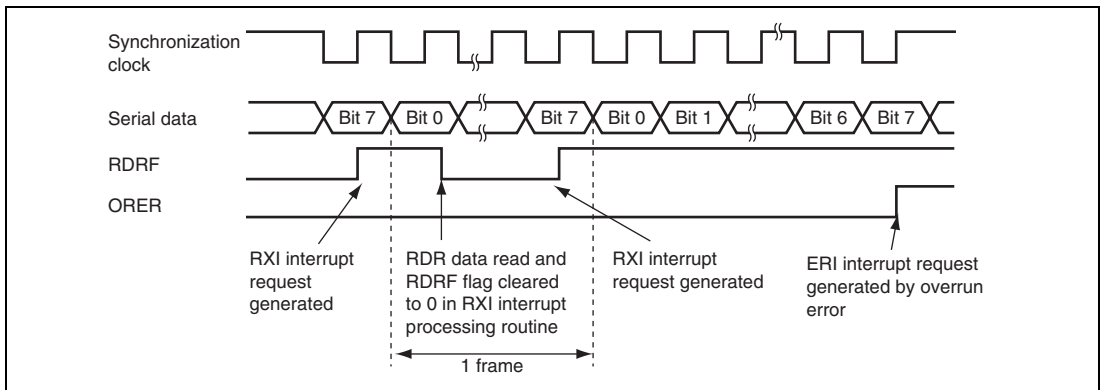 Synchronization
clock
Serial data
Bit 7 Bit 0 Bit 7 Bit 0 Bit 1 Bit 6 Bit 7
RDRF
ORER
RXI interrupt
request
generated
RDR data read and
RDRF flag cleared
to 0 in RXI interrupt
processing routine
RXI interrupt
request generated
ERI interrupt request
generated by overrun
error
1 frame